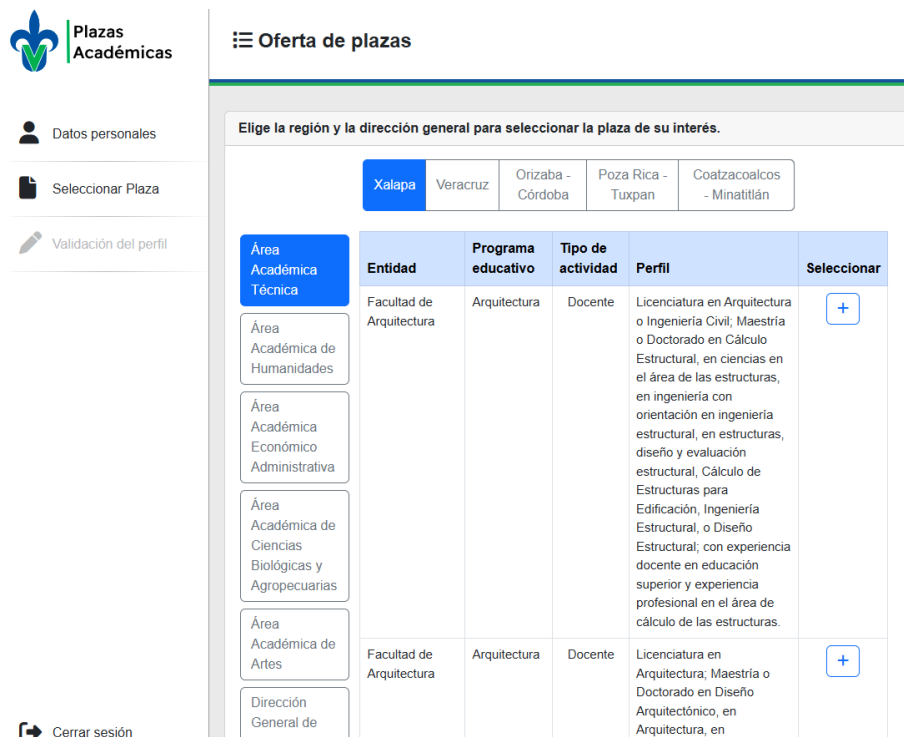 Plazas
Académicas
Oferta de plazas
Datos personales
Seleccionar Plaza
Validación del perfil
Cerrar sesión
Elige la región y la dirección general para seleccionar la plaza de su interés.
Xalapa
Veracruz
Orizaba -
Córdoba
Poza Rica -
Tuxpan
Coatzacoalcos
- Minatitlán
Área
Académica
Técnica
Área
Académica de
Humanidades
Área
Académica
Económico
Administrativa
Área
Académica de
Ciencias
Biológicas y
Agropecuarias
Área
Académica de
Artes
Dirección
General de
Entidad
Programa
educativo
Tipo de
actividad
Perfil
Seleccionar
Facultad de
Arquitectura
Arquitectura
Docente
Licenciatura en Arquitectura
o Ingeniería Civil; Maestría
o Doctorado en Cálculo
Estructural, en ciencias en
el área de las estructuras,
en ingeniería con
orientación en ingeniería
estructural, en estructuras,
diseño y evaluación
estructural, Cálculo de
Estructuras para
Edificación, Ingeniería
Estructural, o Diseño
Estructural; con experiencia
docente en educación
superior y experiencia
profesional en el área de
cálculo de las estructuras.
+
Facultad de
Arquitectura
Arquitectura
Docente
Licenciatura en
Arquitectura; Maestría o
Doctorado en Diseño
Arquitectónico, en
Arquitectura, en
+